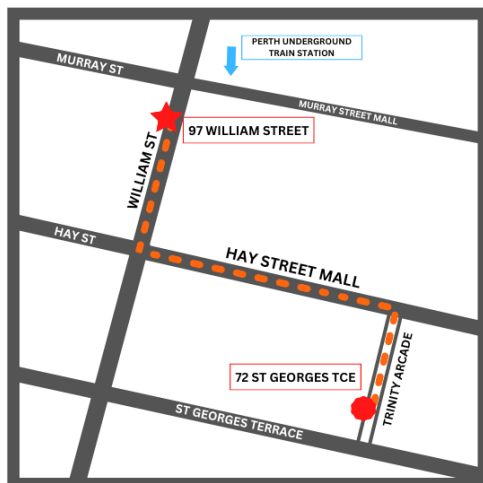 PERTH UNDERGROUND
TRAIN STATION
MURRAY ST
MURRAY STREET MALL
97 WILLIAM STREET
WILLIAM ST
HAY ST
HAY STREET MALL
72 ST GEORGES TCE
TRINITY ARCADE
ST GEORGES TERRACE